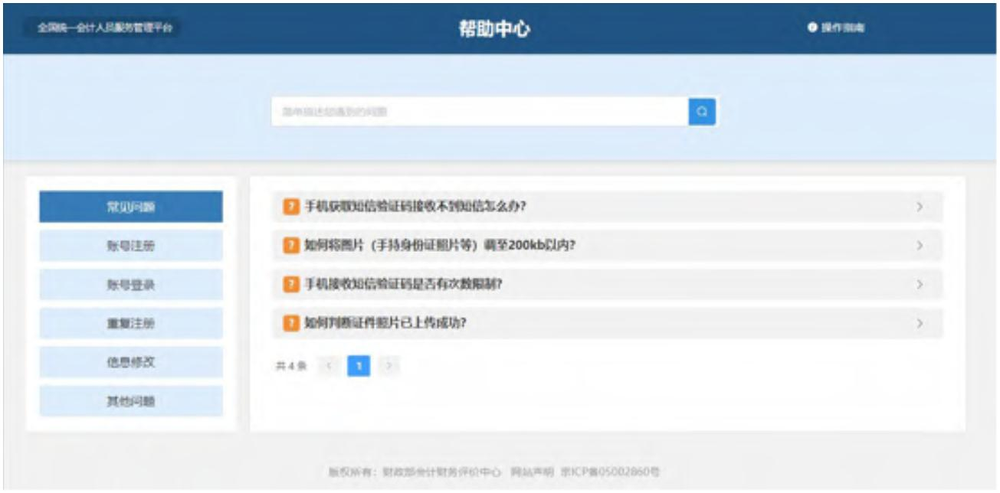 全国统一会计人员服务管理平台
帮助中心
操作指南
简单描述您遇到的问题
常见问题
账号注册
账号登录
重复注册
信息修改
其他问题
? 手机获取短信验证码接收不到短信怎么办?
? 如何将图片（手持身份证照片等）调至200kb以内?
? 手机接收短信验证码是否有次数限制?
? 如何判断证件照片已上传成功?
共 4 条 < 1 >
版权所有：财政部会计财务评价中心 网站声明 京ICP备05002860号